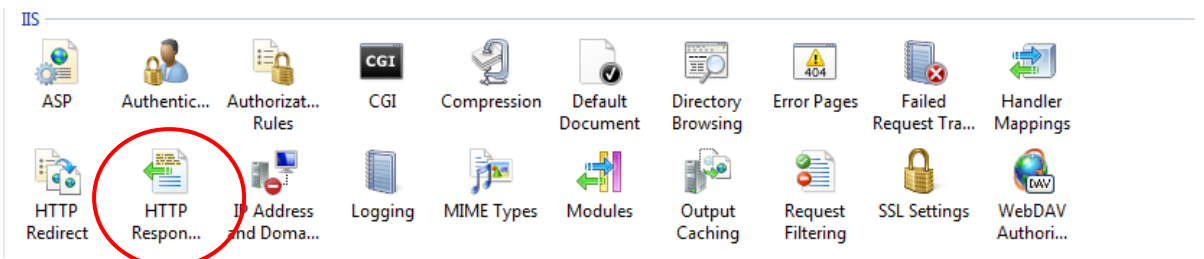 IIS
CGI
404
ASP
Authentic...
Authorizat...
Rules
CGI
Compression
Default
Document
Directory
Browsing
Error Pages
Failed
Request Tra...
Handler
Mappings
DAV
HTTP
Redirect
HTTP
Respon...
IP Address
and Doma...
Logging
MIME Types
Modules
Output
Caching
Request
Filtering
SSL Settings
WebDAV
Authori...